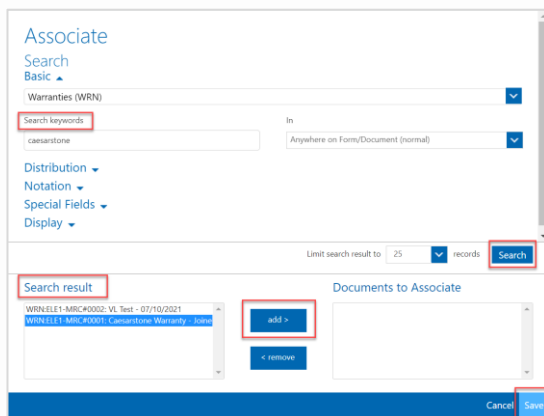 Associate
Search
Basic
Warranties (WRN)
Search keywords
In
caesarstone
Anywhere on Form/Document (normal)
Distribution
Notation
Special Fields
Display
Limit search result to 25 records Search
Search result
Documents to Associate
WRN:ELE1-MRC#0002: VL Test - 07/10/2021
WRN:ELE1-MRC#0001: Caesarstone Warranty - Joine
add >
< remove
Cancel Save